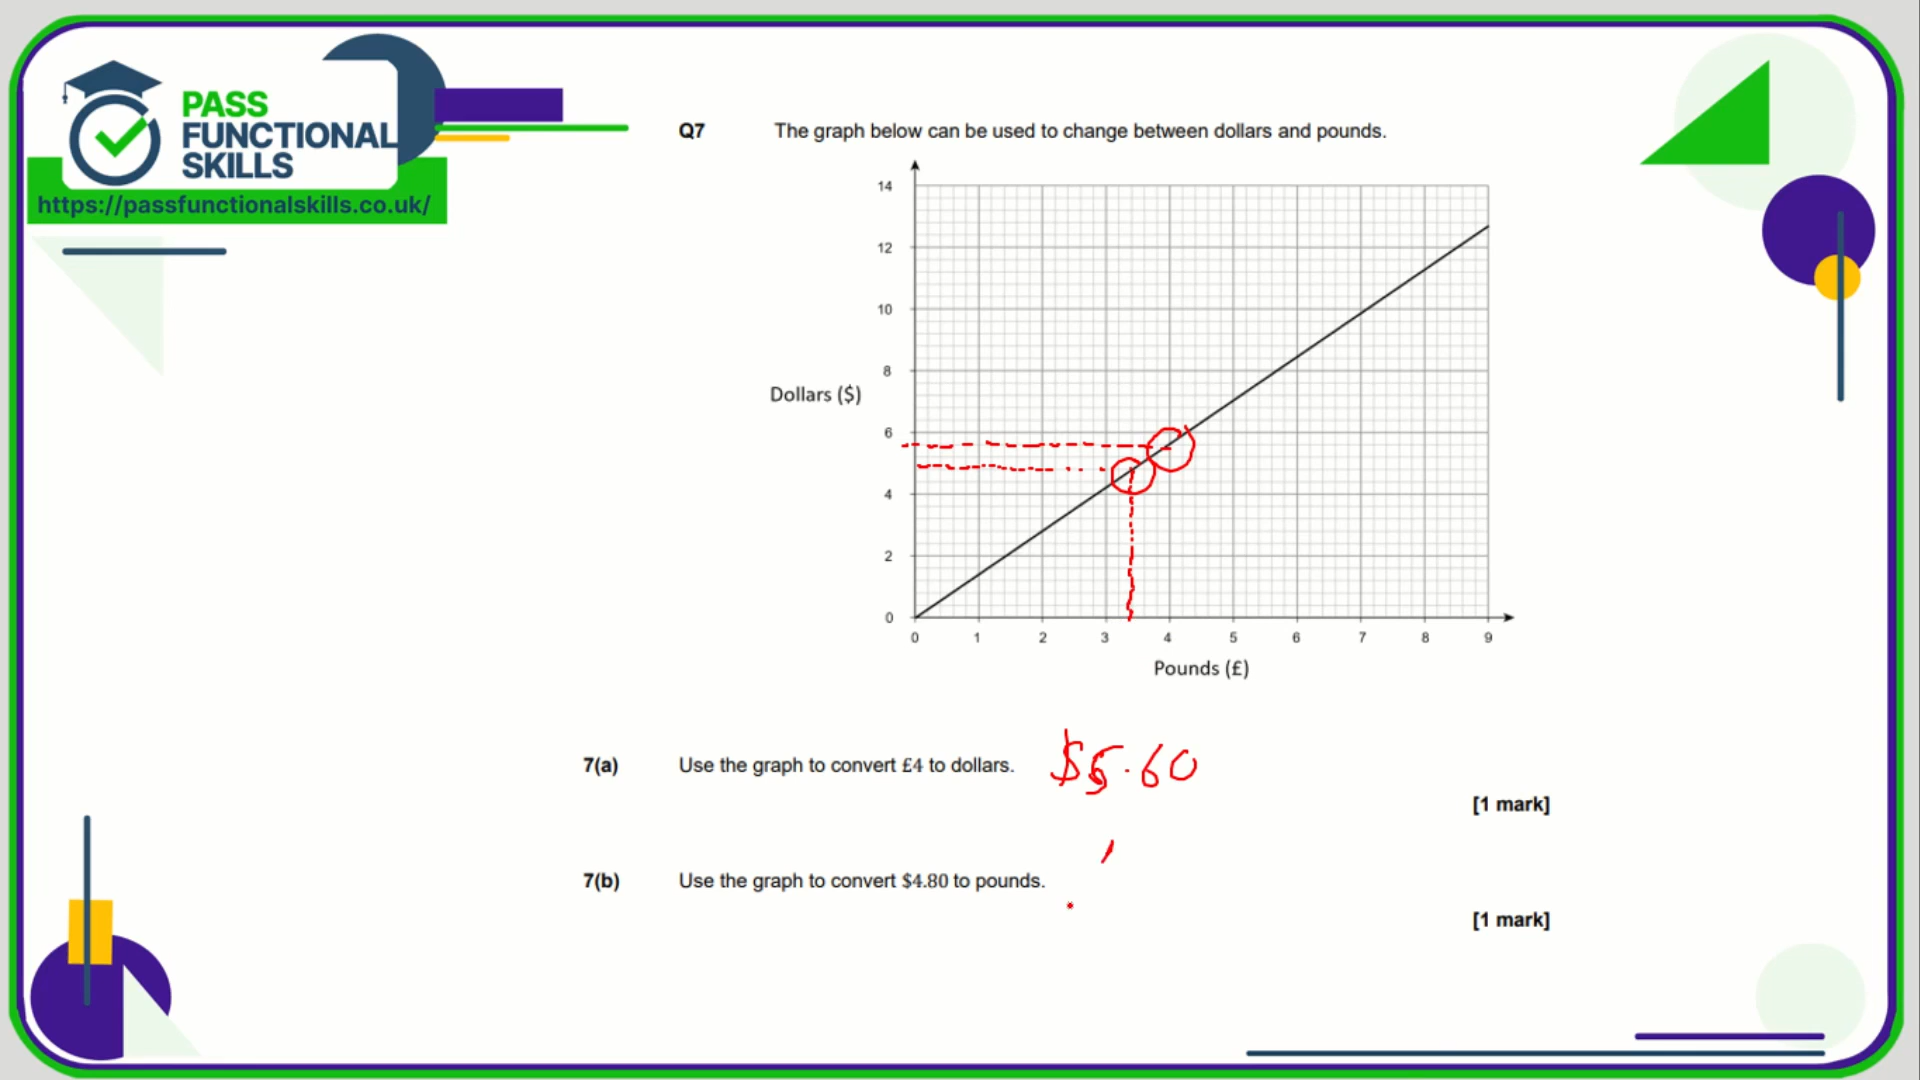 PASS
FUNCTIONAL
SKILLS
https://passfunctionalskills.co.uk/
Q7 The graph below can be used to change between dollars and pounds.
14
12
10
8
Dollars ($)
6
4
2
0
0 1 2 3 4 5 6 7 8 9
Pounds (£)
7(a) Use the graph to convert £4 to dollars. $5.60
[1 mark]
7(b) Use the graph to convert $4.80 to pounds.
[1 mark]